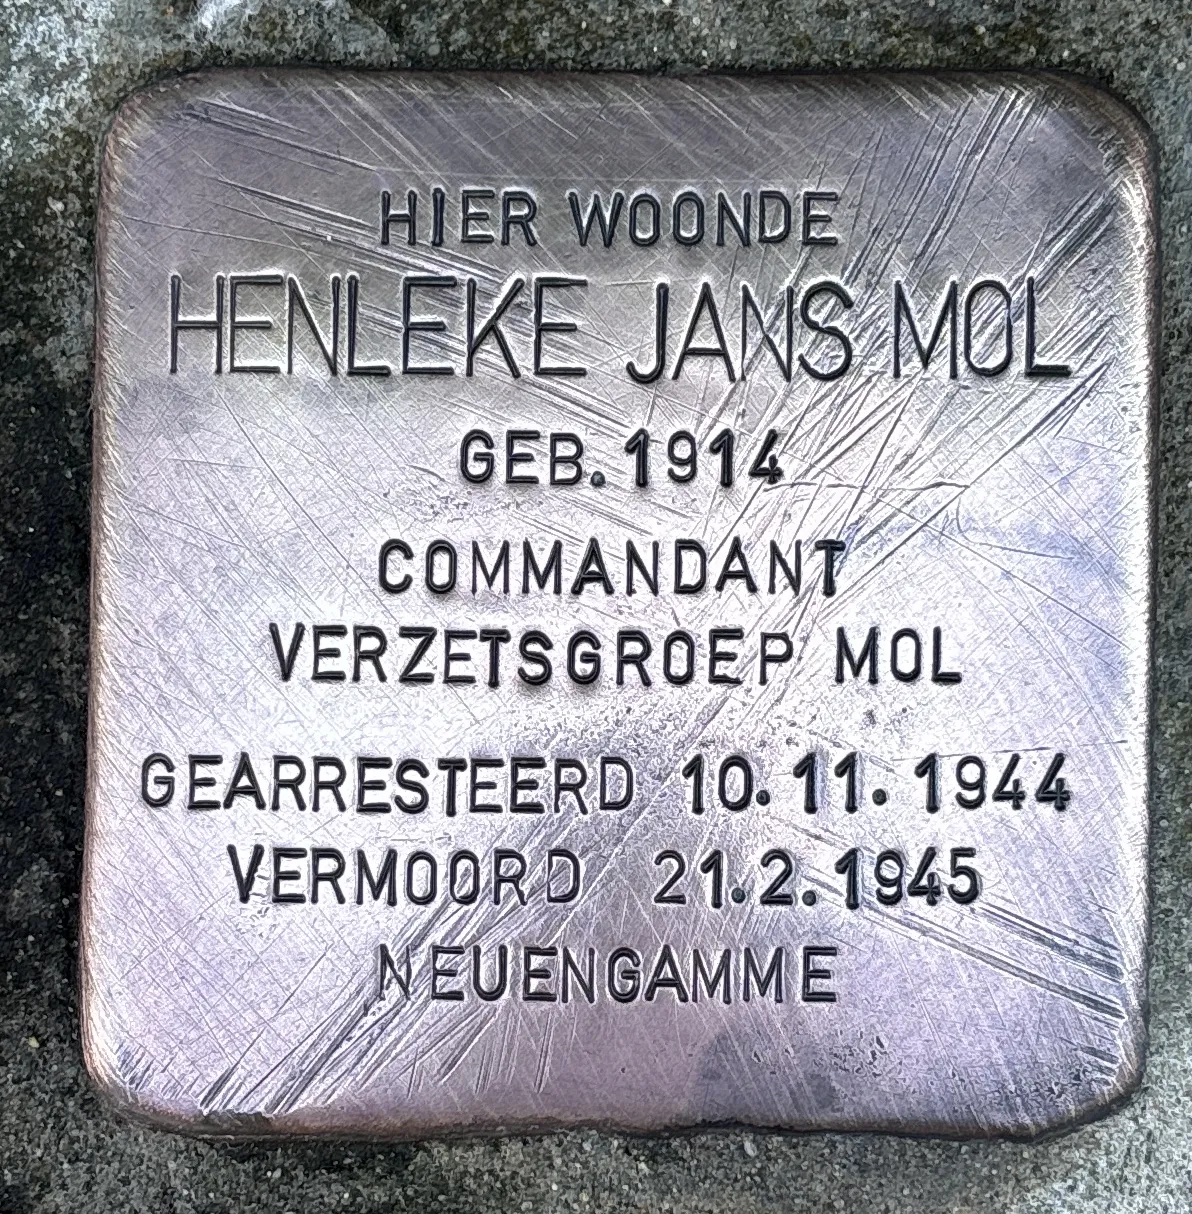 HIER WOONDE
HENLEKE JANS MOL
GEB. 1914
COMMANDANT
VERZETSGROEP MOL
GEARRESTEERD 10.11.1944
VERMOORD 21.2.1945
NEUENGAMME